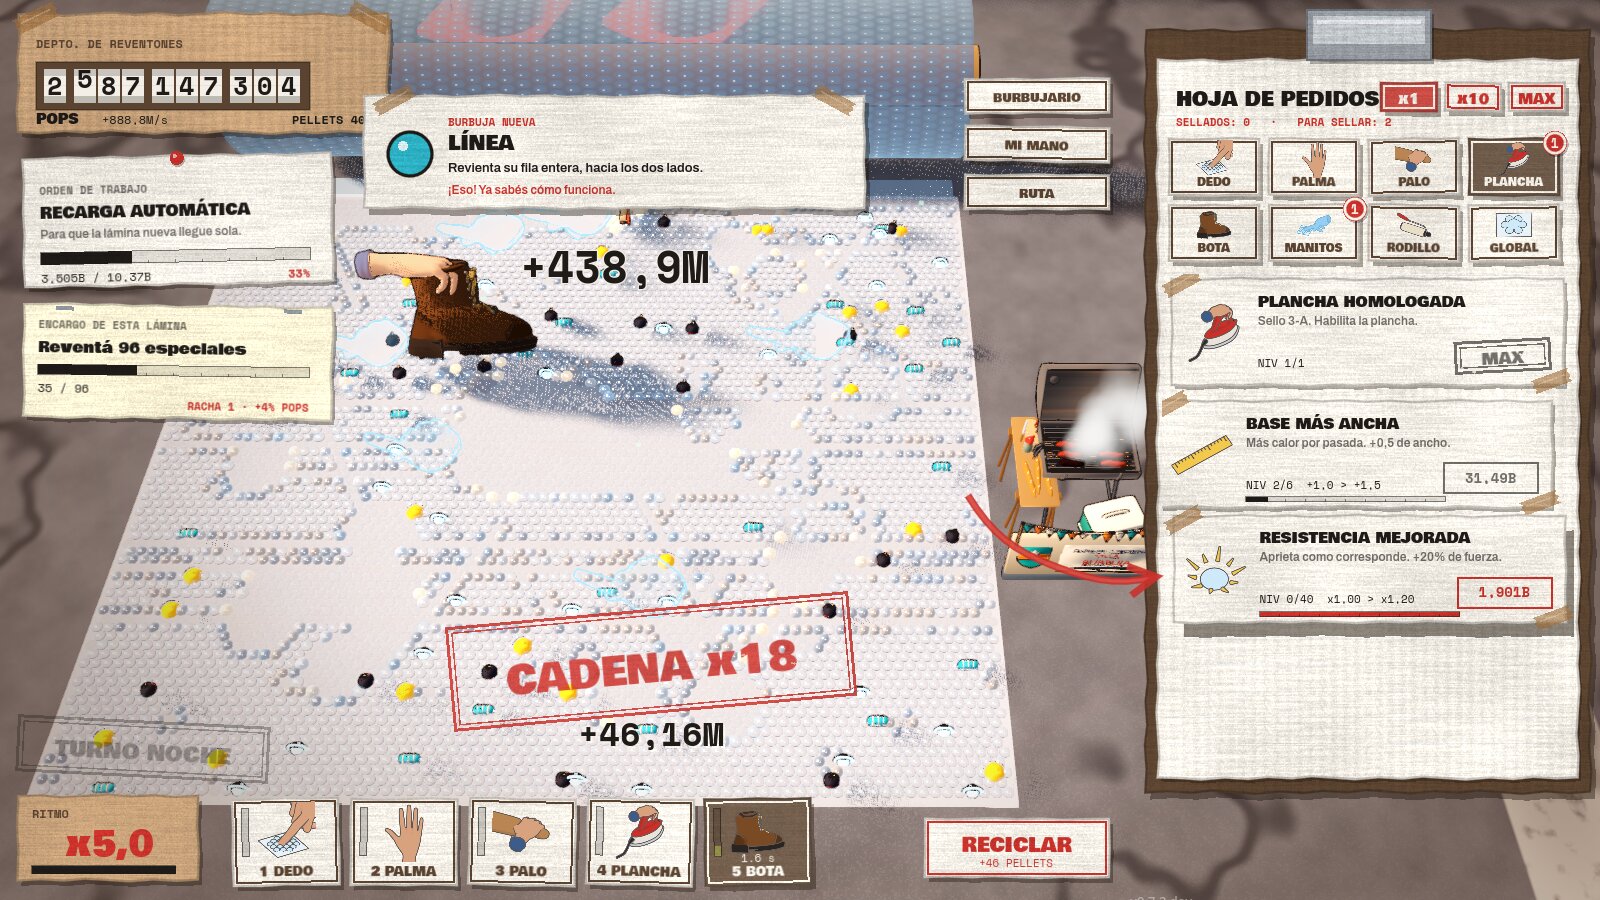 DEPTO. DE REVENTONES
2 587 147 304
POPS +888.8M/s PELLETS 40
ORDEN DE TRABAJO
RECARGA AUTOMÁTICA
Para que la lámina nueva llegue sola.
3.505B / 10.37B 33%
ENCARGO DE ESTA LÁMINA
Reventá 96 especiales
35 / 96
RACHA 1 · +4% POPS
BURBUJA NUEVA
LÍNEA
Revienta su fila entera, hacia los dos lados.
¡Eso! Ya sabés cómo funciona.
+438,9M
CADENA x18
+46,16M
TURNO NOCHE
RITMO
x5,0
1 DEDO
2 PALMA
3 PALO
4 PLANCHA
1.6 s
5 BOTA
RECICLAR
+46 PELLETS
BURBUJARIO
MI MANO
RUTA
HOJA DE PEDIDOS x1 x10 MAX
SELLADOS: 0 · PARA SELLAR: 2
DEDO
PALMA
PALO
PLANCHA
1
BOTA
MANITOS
1
RODILLO
GLOBAL
PLANCHA HOMOLOGADA
Sello 3-A. Habilita la plancha.
NIV 1/1
MAX
BASE MÁS ANCHA
Más calor por pasada. +0,5 de ancho.
NIV 2/6 +1.0 > +1.5
31,49B
RESISTENCIA MEJORADA
Aprieta como corresponde. +20% de fuerza.
NIV 0/40 x1.00 > x1.20
1,901B